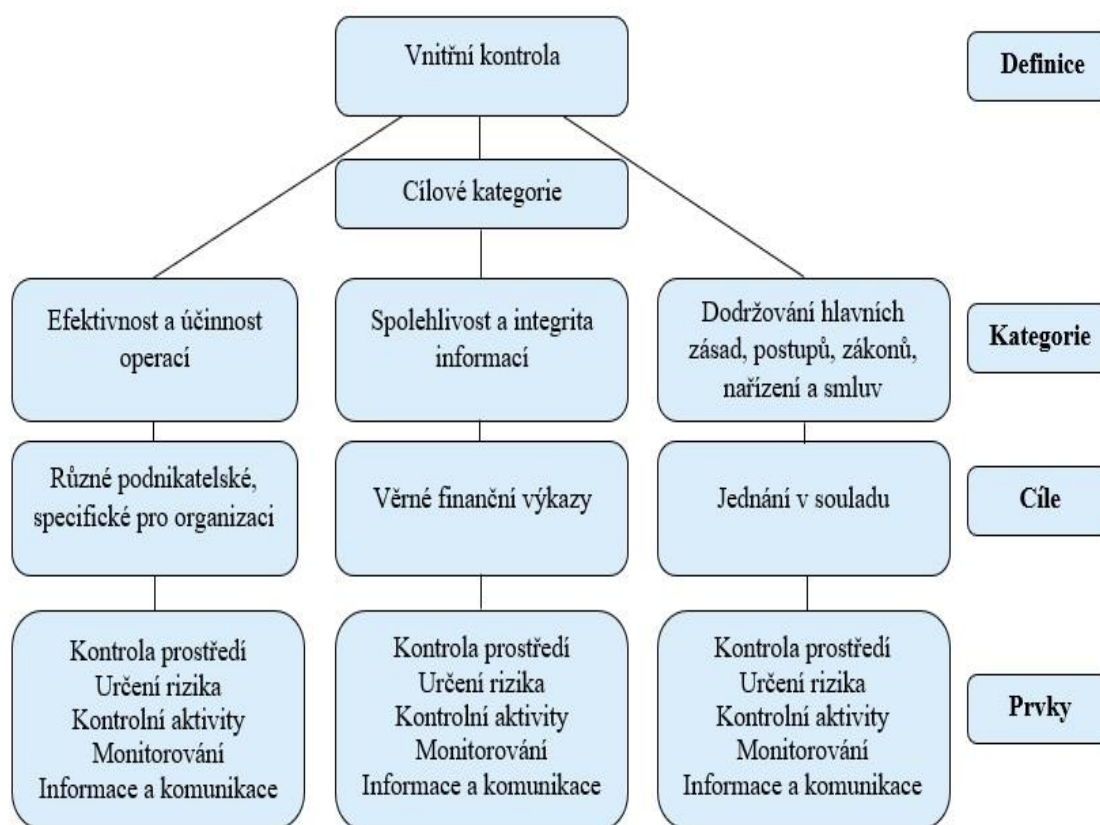 Vnitřní kontrola
Definice
Cílové kategorie
Efektivnost a účinnost
operací
Spolehlivost a integrita
informací
Dodržování hlavních
zásad, postupů, zákonů,
nařízení a smluv
Kategorie
Různé podnikatelské,
specifické pro organizaci
Věrné finanční výkazy
Jednání v souladu
Cíle
Kontrola prostředí
Určení rizika
Kontrolní aktivity
Monitorování
Informace a komunikace
Kontrola prostředí
Určení rizika
Kontrolní aktivity
Monitorování
Informace a komunikace
Kontrola prostředí
Určení rizika
Kontrolní aktivity
Monitorování
Informace a komunikace
Prvky